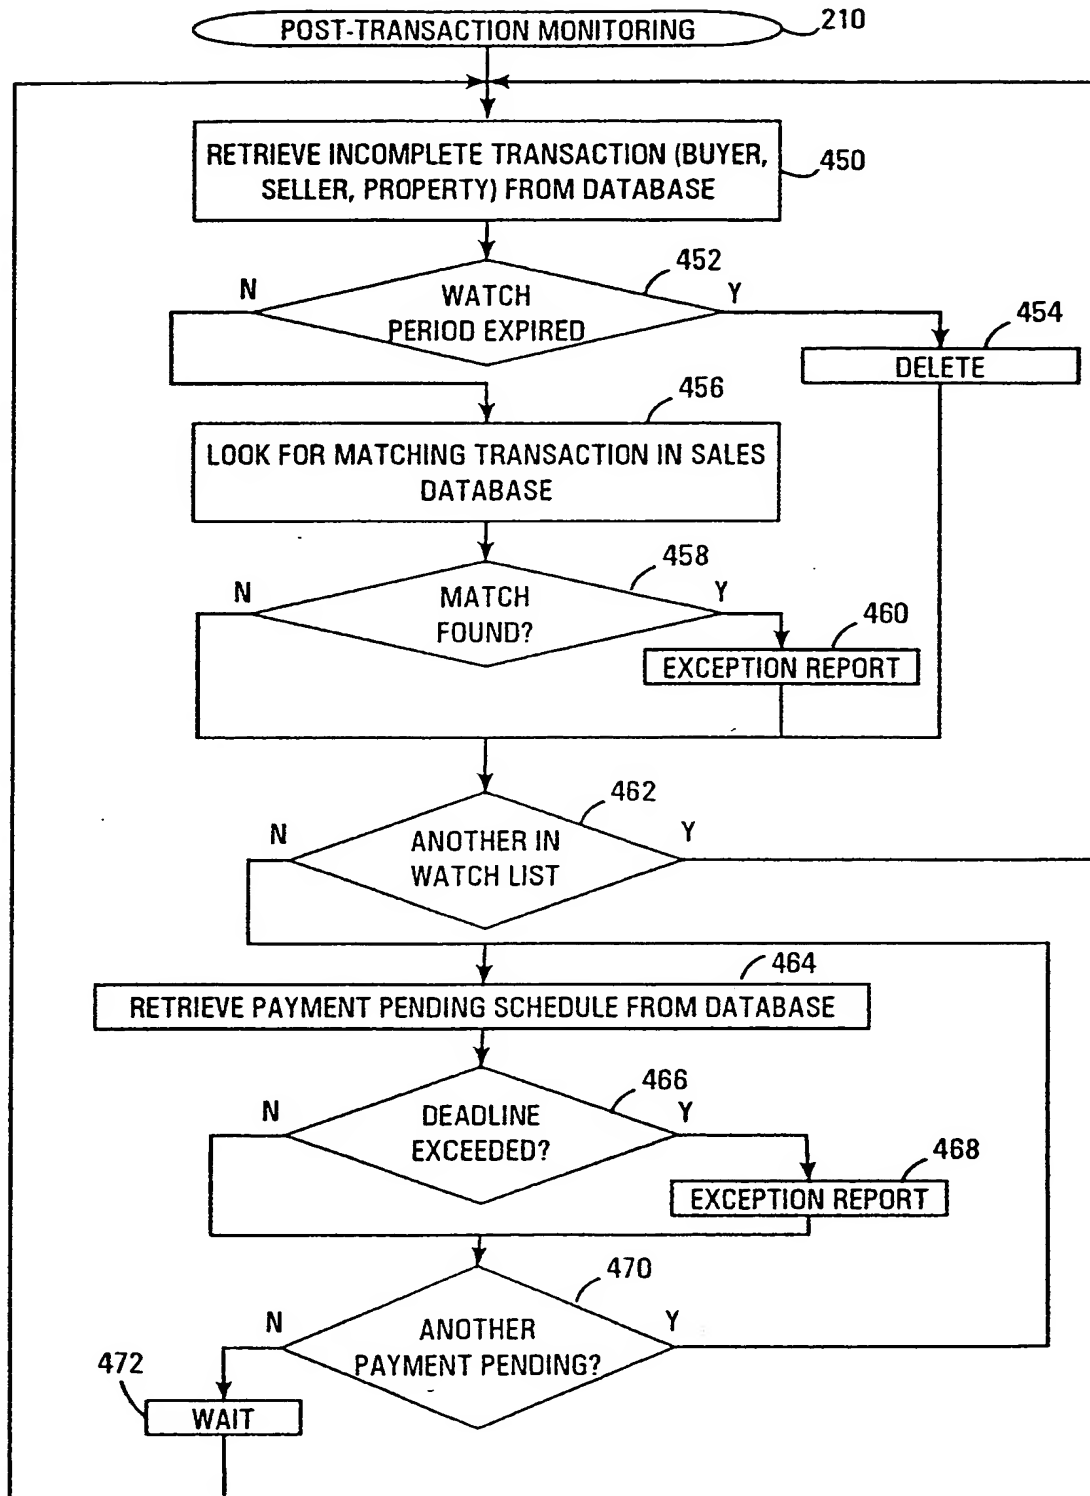 POST-TRANSACTION MONITORING
210
RETRIEVE INCOMPLETE TRANSACTION (BUYER,
SELLER, PROPERTY) FROM DATABASE
450
452
N
WATCH
PERIOD EXPIRED
Y
454
DELETE
456
LOOK FOR MATCHING TRANSACTION IN SALES
DATABASE
458
N
MATCH
FOUND?
Y
460
EXCEPTION REPORT
462
N
ANOTHER IN
WATCH LIST
Y
464
RETRIEVE PAYMENT PENDING SCHEDULE FROM DATABASE
466
N
DEADLINE
EXCEEDED?
Y
468
EXCEPTION REPORT
470
N
ANOTHER
PAYMENT PENDING?
Y
472
WAIT